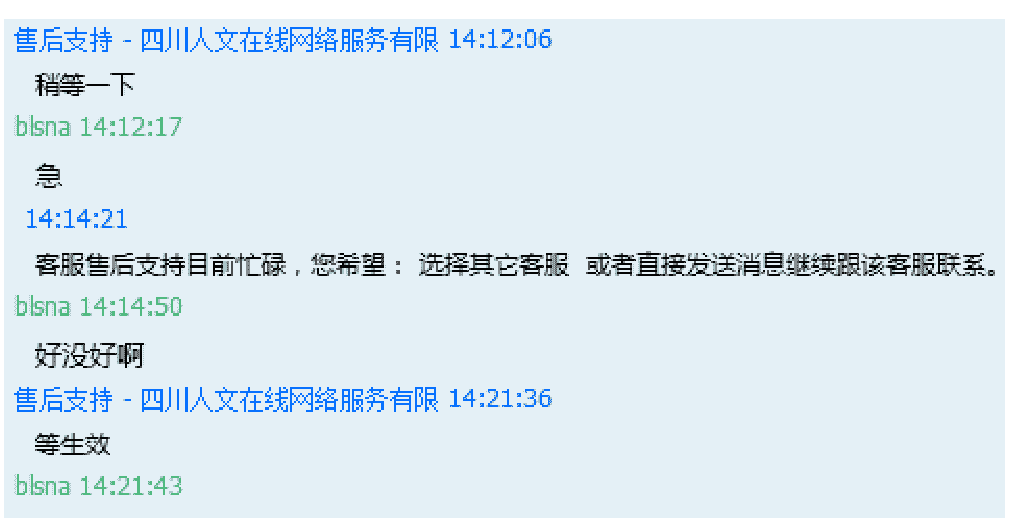 售后支持 - 四川人文在线网络服务有限 14:12:06
稍等一下
blsna 14:12:17
急
14:14:21
客服售后支持目前忙碌，您希望： 选择其它客服 或者直接发送消息继续跟该客服联系。
blsna 14:14:50
好没好啊
售后支持 - 四川人文在线网络服务有限 14:21:36
等生效
blsna 14:21:43